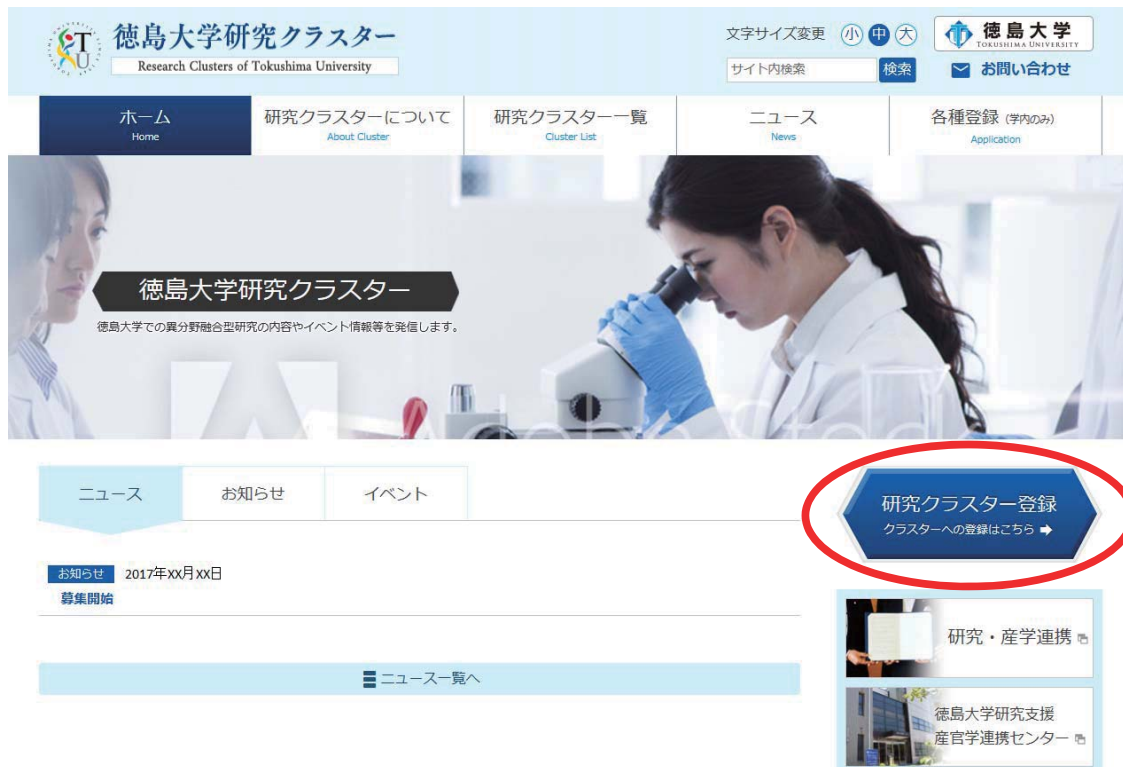 徳島大学研究クラスター
Research Clusters of Tokushima University
文字サイズ変更 小 中 大
徳島大学
TOKUSHIMA UNIVERSITY
サイト内検索 検索
お問い合わせ
ホーム
Home
研究クラスターについて
About Cluster
研究クラスター一覧
Cluster List
ニュース
News
各種登録 (学内のみ)
Application
徳島大学研究クラスター
徳島大学での異分野融合型研究の内容やイベント情報等を発信します。
Adobe Stock
ニュース お知らせ イベント
研究クラスター登録
クラスターへの登録はこちら
お知らせ 2017年XX月XX日
募集開始
ニュース一覧へ
研究・産学連携
徳島大学研究支援
産官学連携センター